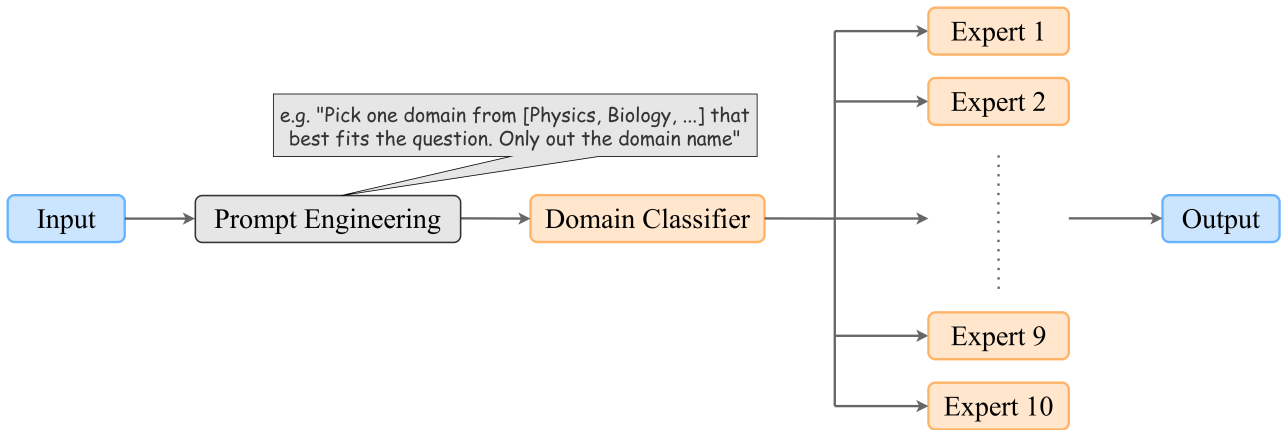 Expert 1
Expert 2
e.g. "Pick one domain from [Physics, Biology, ...] that
best fits the question. Only out the domain name"
Input
Prompt Engineering
Domain Classifier
Output
Expert 9
Expert 10